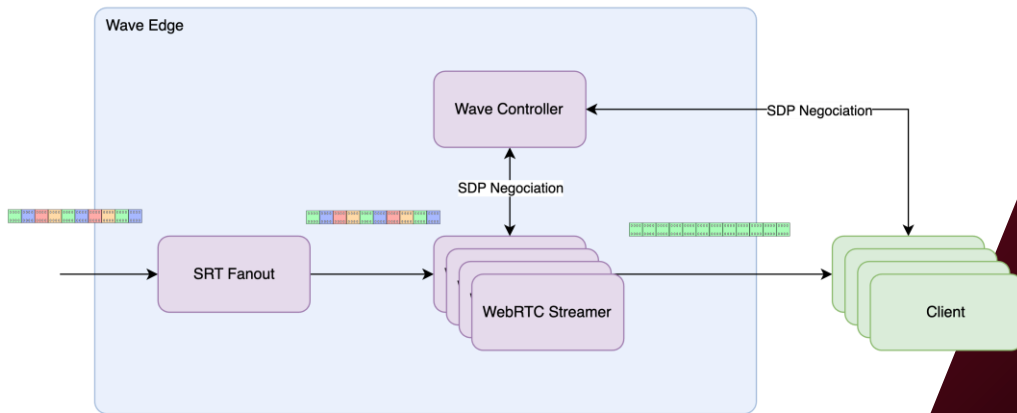 Wave Edge
Wave Controller
SDP Negociation
SDP Negociation
SRT Fanout
WebRTC Streamer
Client